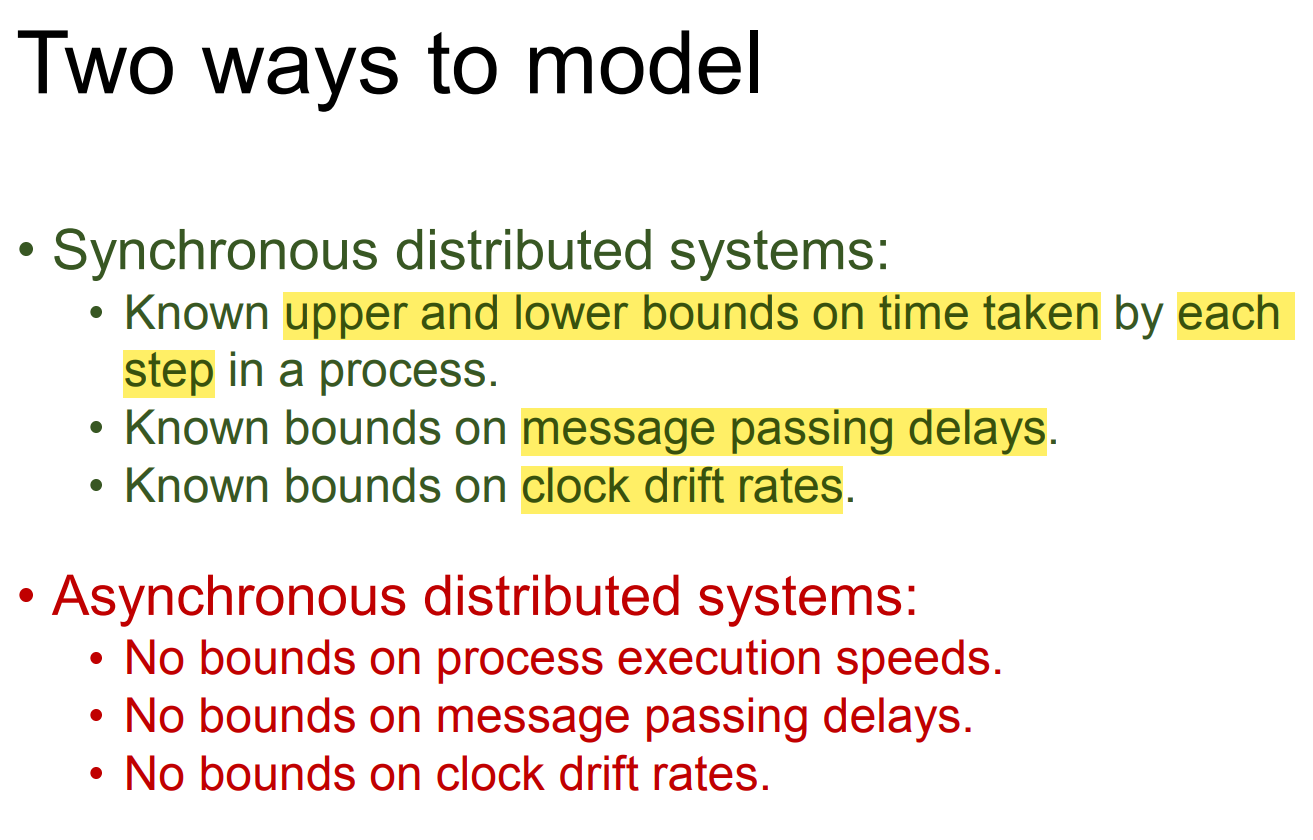 Two ways to model
• Synchronous distributed systems:
• Known upper and lower bounds on time taken by each
step in a process.
• Known bounds on message passing delays.
• Known bounds on clock drift rates.
• Asynchronous distributed systems:
• No bounds on process execution speeds.
• No bounds on message passing delays.
• No bounds on clock drift rates.